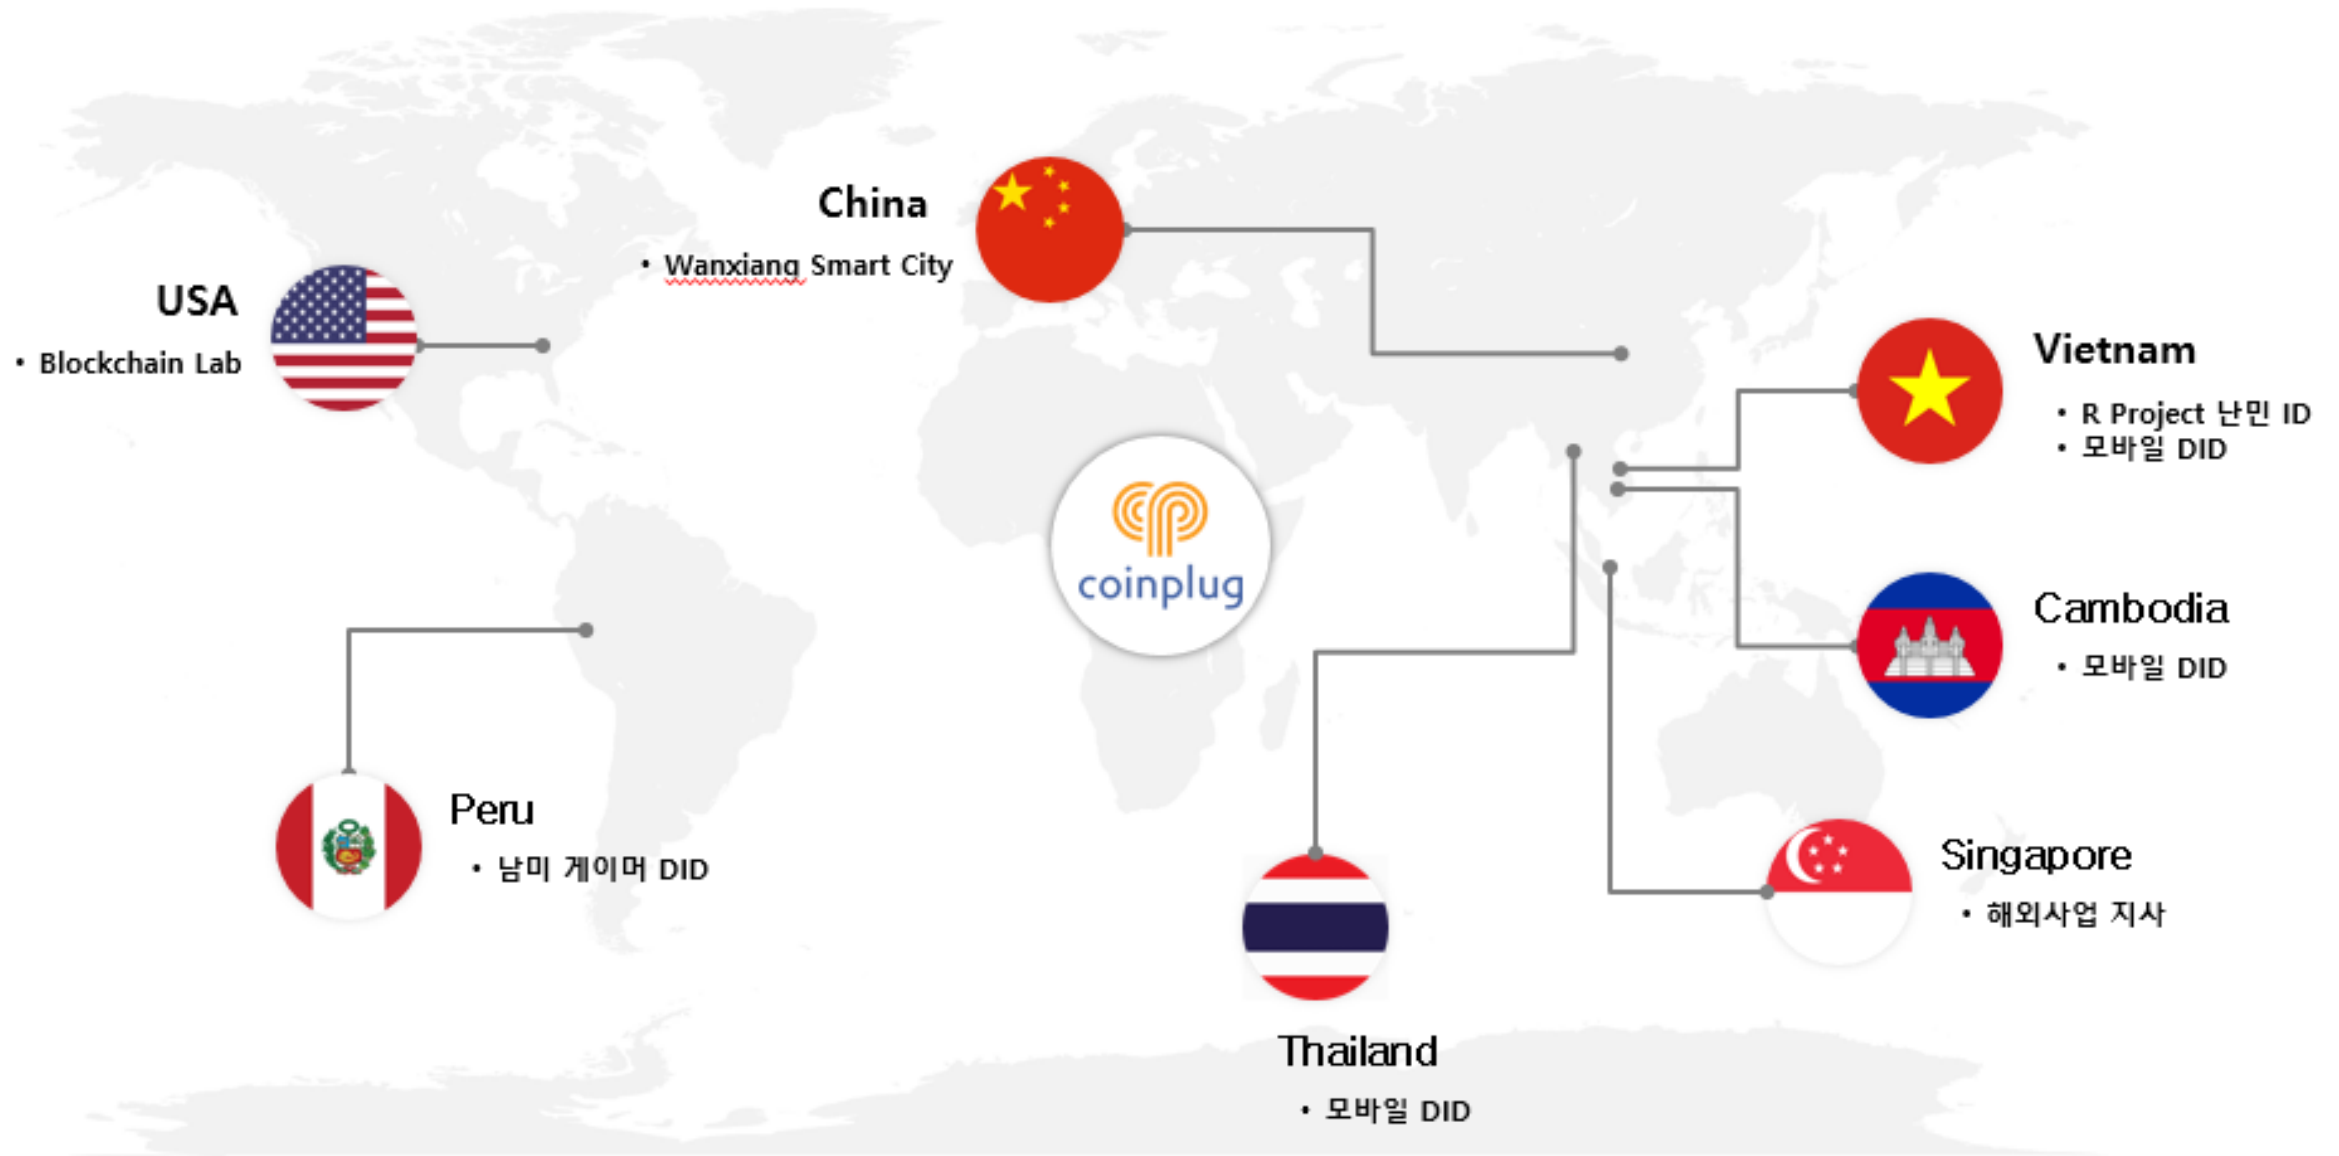 China
• Wanxiang Smart City
USA
• Blockchain Lab
Vietnam
• R Project 난민 ID
• 모바일 DID
coinplug
Cambodia
• 모바일 DID
Peru
• 남미 게이머 DID
Singapore
• 해외사업 지사
Thailand
• 모바일 DID